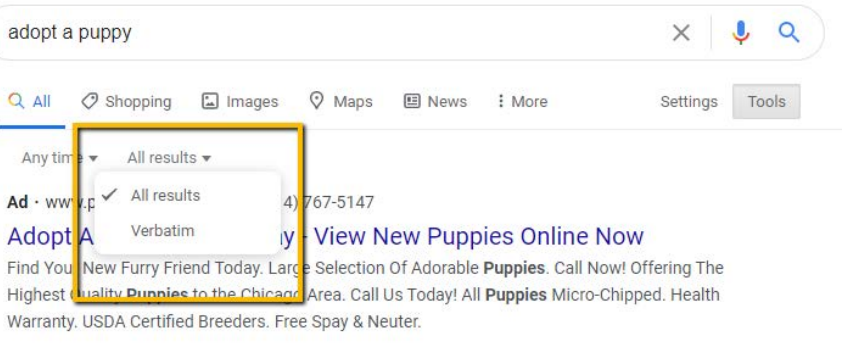 adopt a puppy
All Shopping Images Maps News More Settings Tools
Any time All results
All results
Verbatim
Ad · www.p 4) 767-5147
Adopt A y - View New Puppies Online Now
Find You New Furry Friend Today. Large Selection Of Adorable Puppies. Call Now! Offering The
Highest Quality Puppies to the Chicago Area. Call Us Today! All Puppies Micro-Chipped. Health
Warranty. USDA Certified Breeders. Free Spay & Neuter.